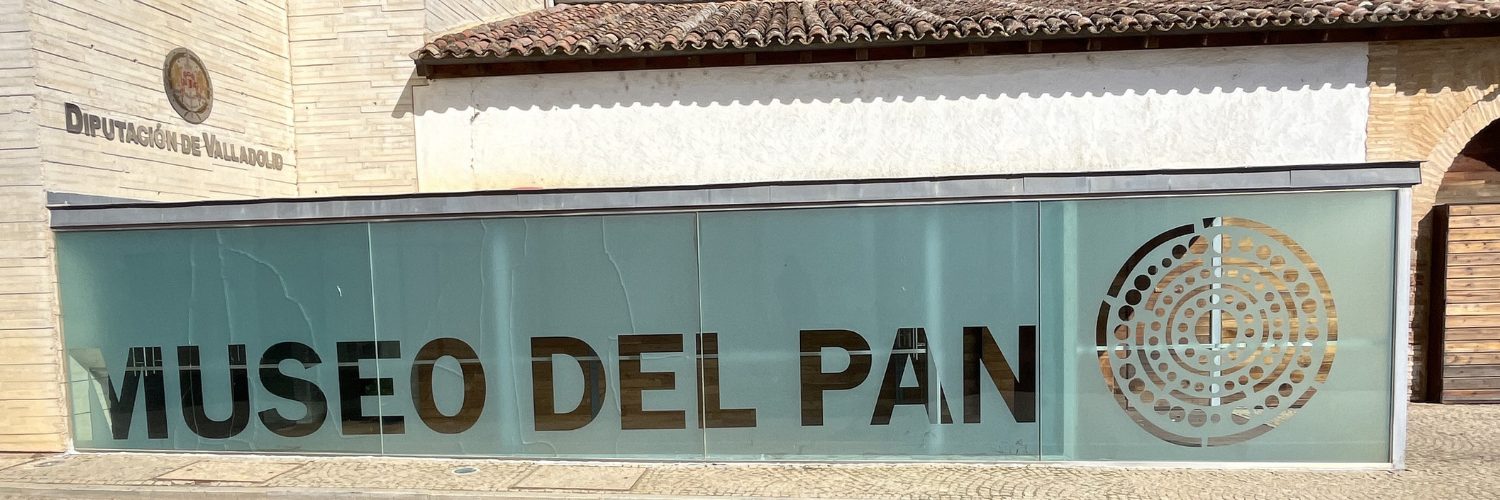 DIPUTACIÓN DE VALLADOLID
MUSEO DEL PAN